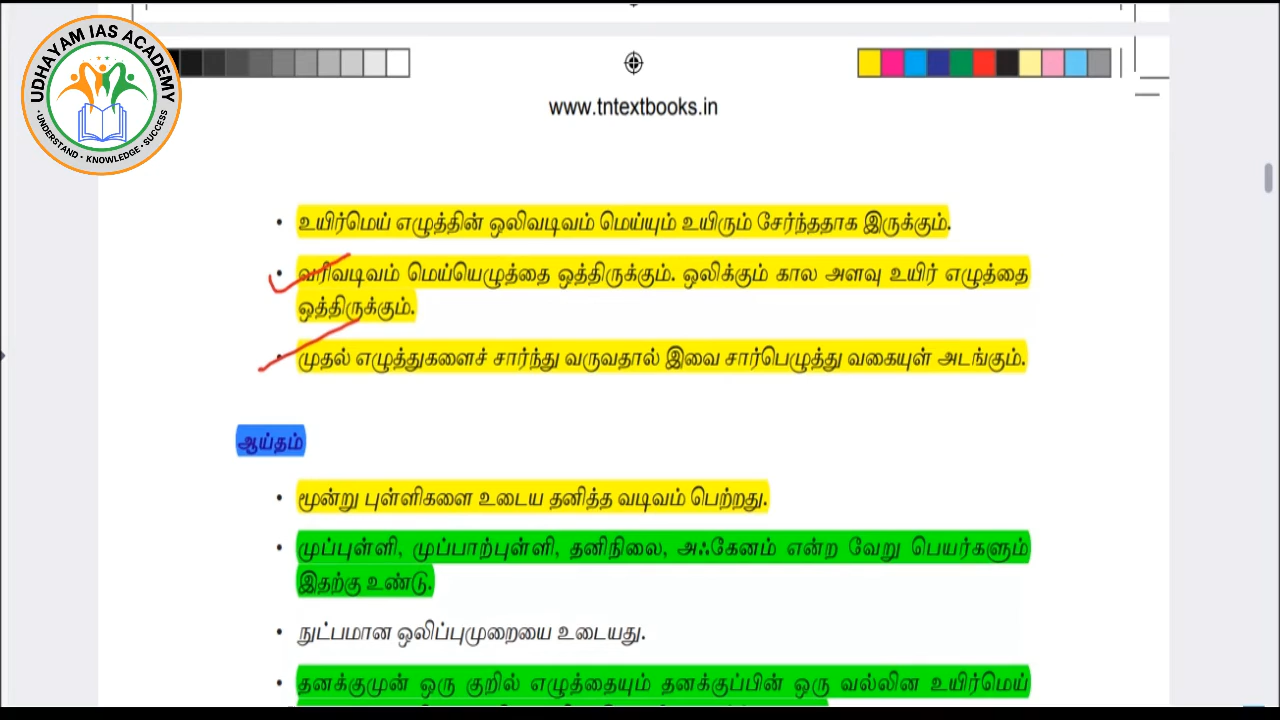 UDHAYAM IAS ACADEMY
• UNDERSTAND • KNOWLEDGE • SUCCESS
www.tntextbooks.in
• உயிர்மெய் எழுத்தின் ஒலிவடிவம் மெய்யும் உயிரும் சேர்ந்ததாக இருக்கும்.
• வரிவடிவம் மெய்யெழுத்தை ஒத்திருக்கும். ஒலிக்கும் கால அளவு உயிர் எழுத்தை
ஒத்திருக்கும்.
• முதல் எழுத்துகளைச் சார்ந்து வருவதால் இவை சார்பெழுத்து வகையுள் அடங்கும்.
ஆய்தம்
• மூன்று புள்ளிகளை உடைய தனித்த வடிவம் பெற்றது.
• முப்புள்ளி, முப்பாற்புள்ளி, தனிநிலை, அஃகேனம் என்ற வேறு பெயர்களும்
இதற்கு உண்டு.
• நுட்பமான ஒலிப்புமுறையை உடையது.
• தனக்குமுன் ஒரு குறில் எழுத்தையும் தனக்குப்பின் ஒரு வல்லின உயிர்மெய்